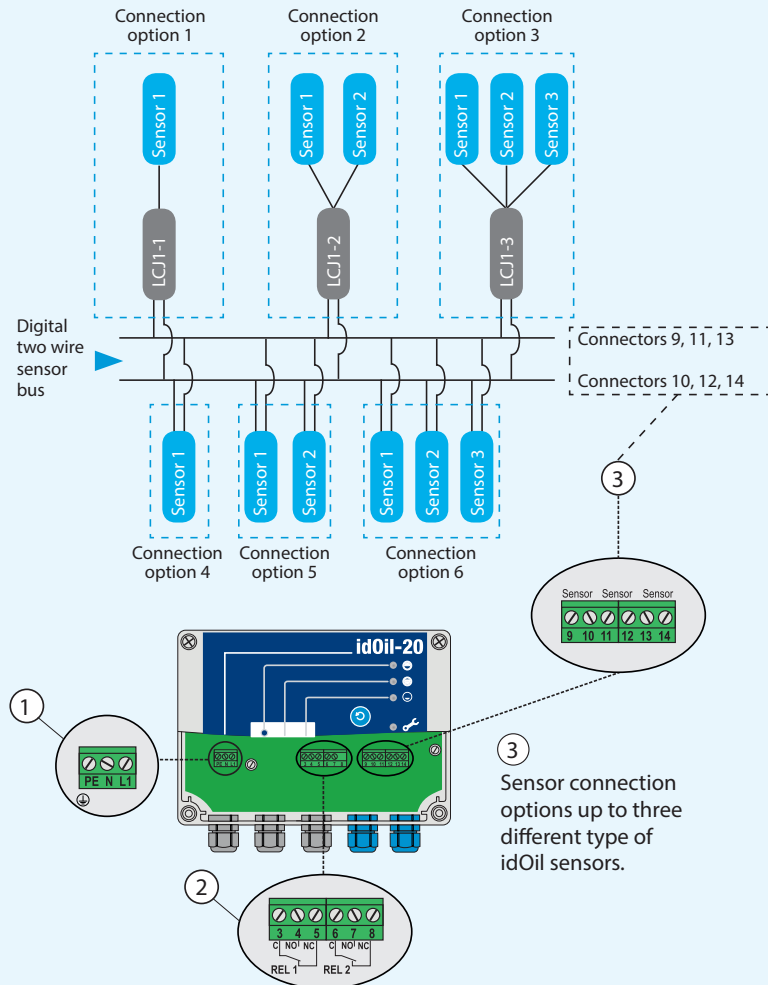 Connection
option 1
Connection
option 2
Connection
option 3
Sensor 1
Sensor 1
Sensor 2
Sensor 1
Sensor 2
Sensor 3
LCJ1-1
LCJ1-2
LCJ1-3
Digital
two wire
sensor
bus
Connectors 9, 11, 13
Connectors 10, 12, 14
Sensor 1
Sensor 1
Sensor 2
Sensor 1
Sensor 2
Sensor 3
Connection
option 4
Connection
option 5
Connection
option 6
3
Sensor Sensor Sensor
9 10 11 12 13 14
idOil-20
1
PE N L1
3
Sensor connection
options up to three
different type of
idOil sensors.
2
3 4 5 6 7 8
C NO NC C NO NC
REL 1 REL 2